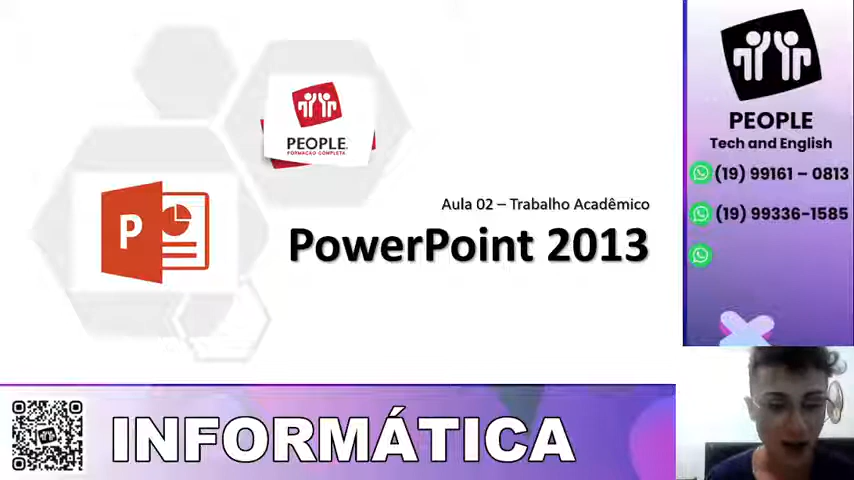 PEOPLE
FORMAÇÃO COMPLETA
P
Aula 02 – Trabalho Acadêmico
PowerPoint 2013
PEOPLE
Tech and English
(19) 99161 – 0813
(19) 99336-1585
INFORMÁTICA